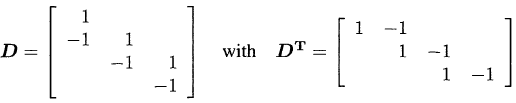 D = [ 1 ; -1 1 ; -1 1 ; -1 ] with D^T = [ 1 -1 ; 1 -1 ; 1 -1 ]